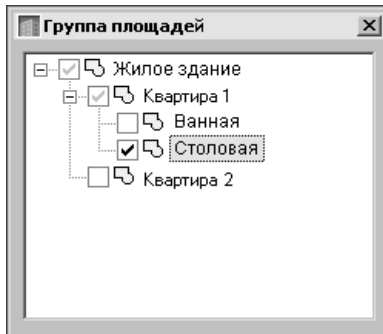 Группа площадей
Жилое здание
Квартира 1
Ванная
Столовая
Квартира 2